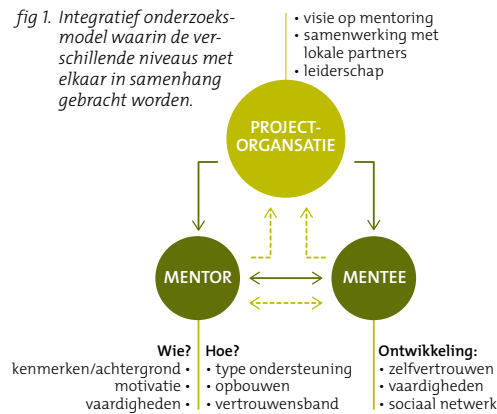 fig 1. Integratief onderzoeks-
model waarin de ver-
schillende niveaus met
elkaar in samenhang
gebracht worden.
• visie op mentoring
• samenwerking met
lokale partners
• leiderschap
PROJECT-
ORGANSATIE
MENTOR
MENTEE
Wie?
kenmerken/achtergrond •
motivatie •
vaardigheden •
Hoe?
• type ondersteuning
• opbouwen
• vertrouwensband
Ontwikkeling:
• zelfvertrouwen
• vaardigheden
• sociaal netwerk